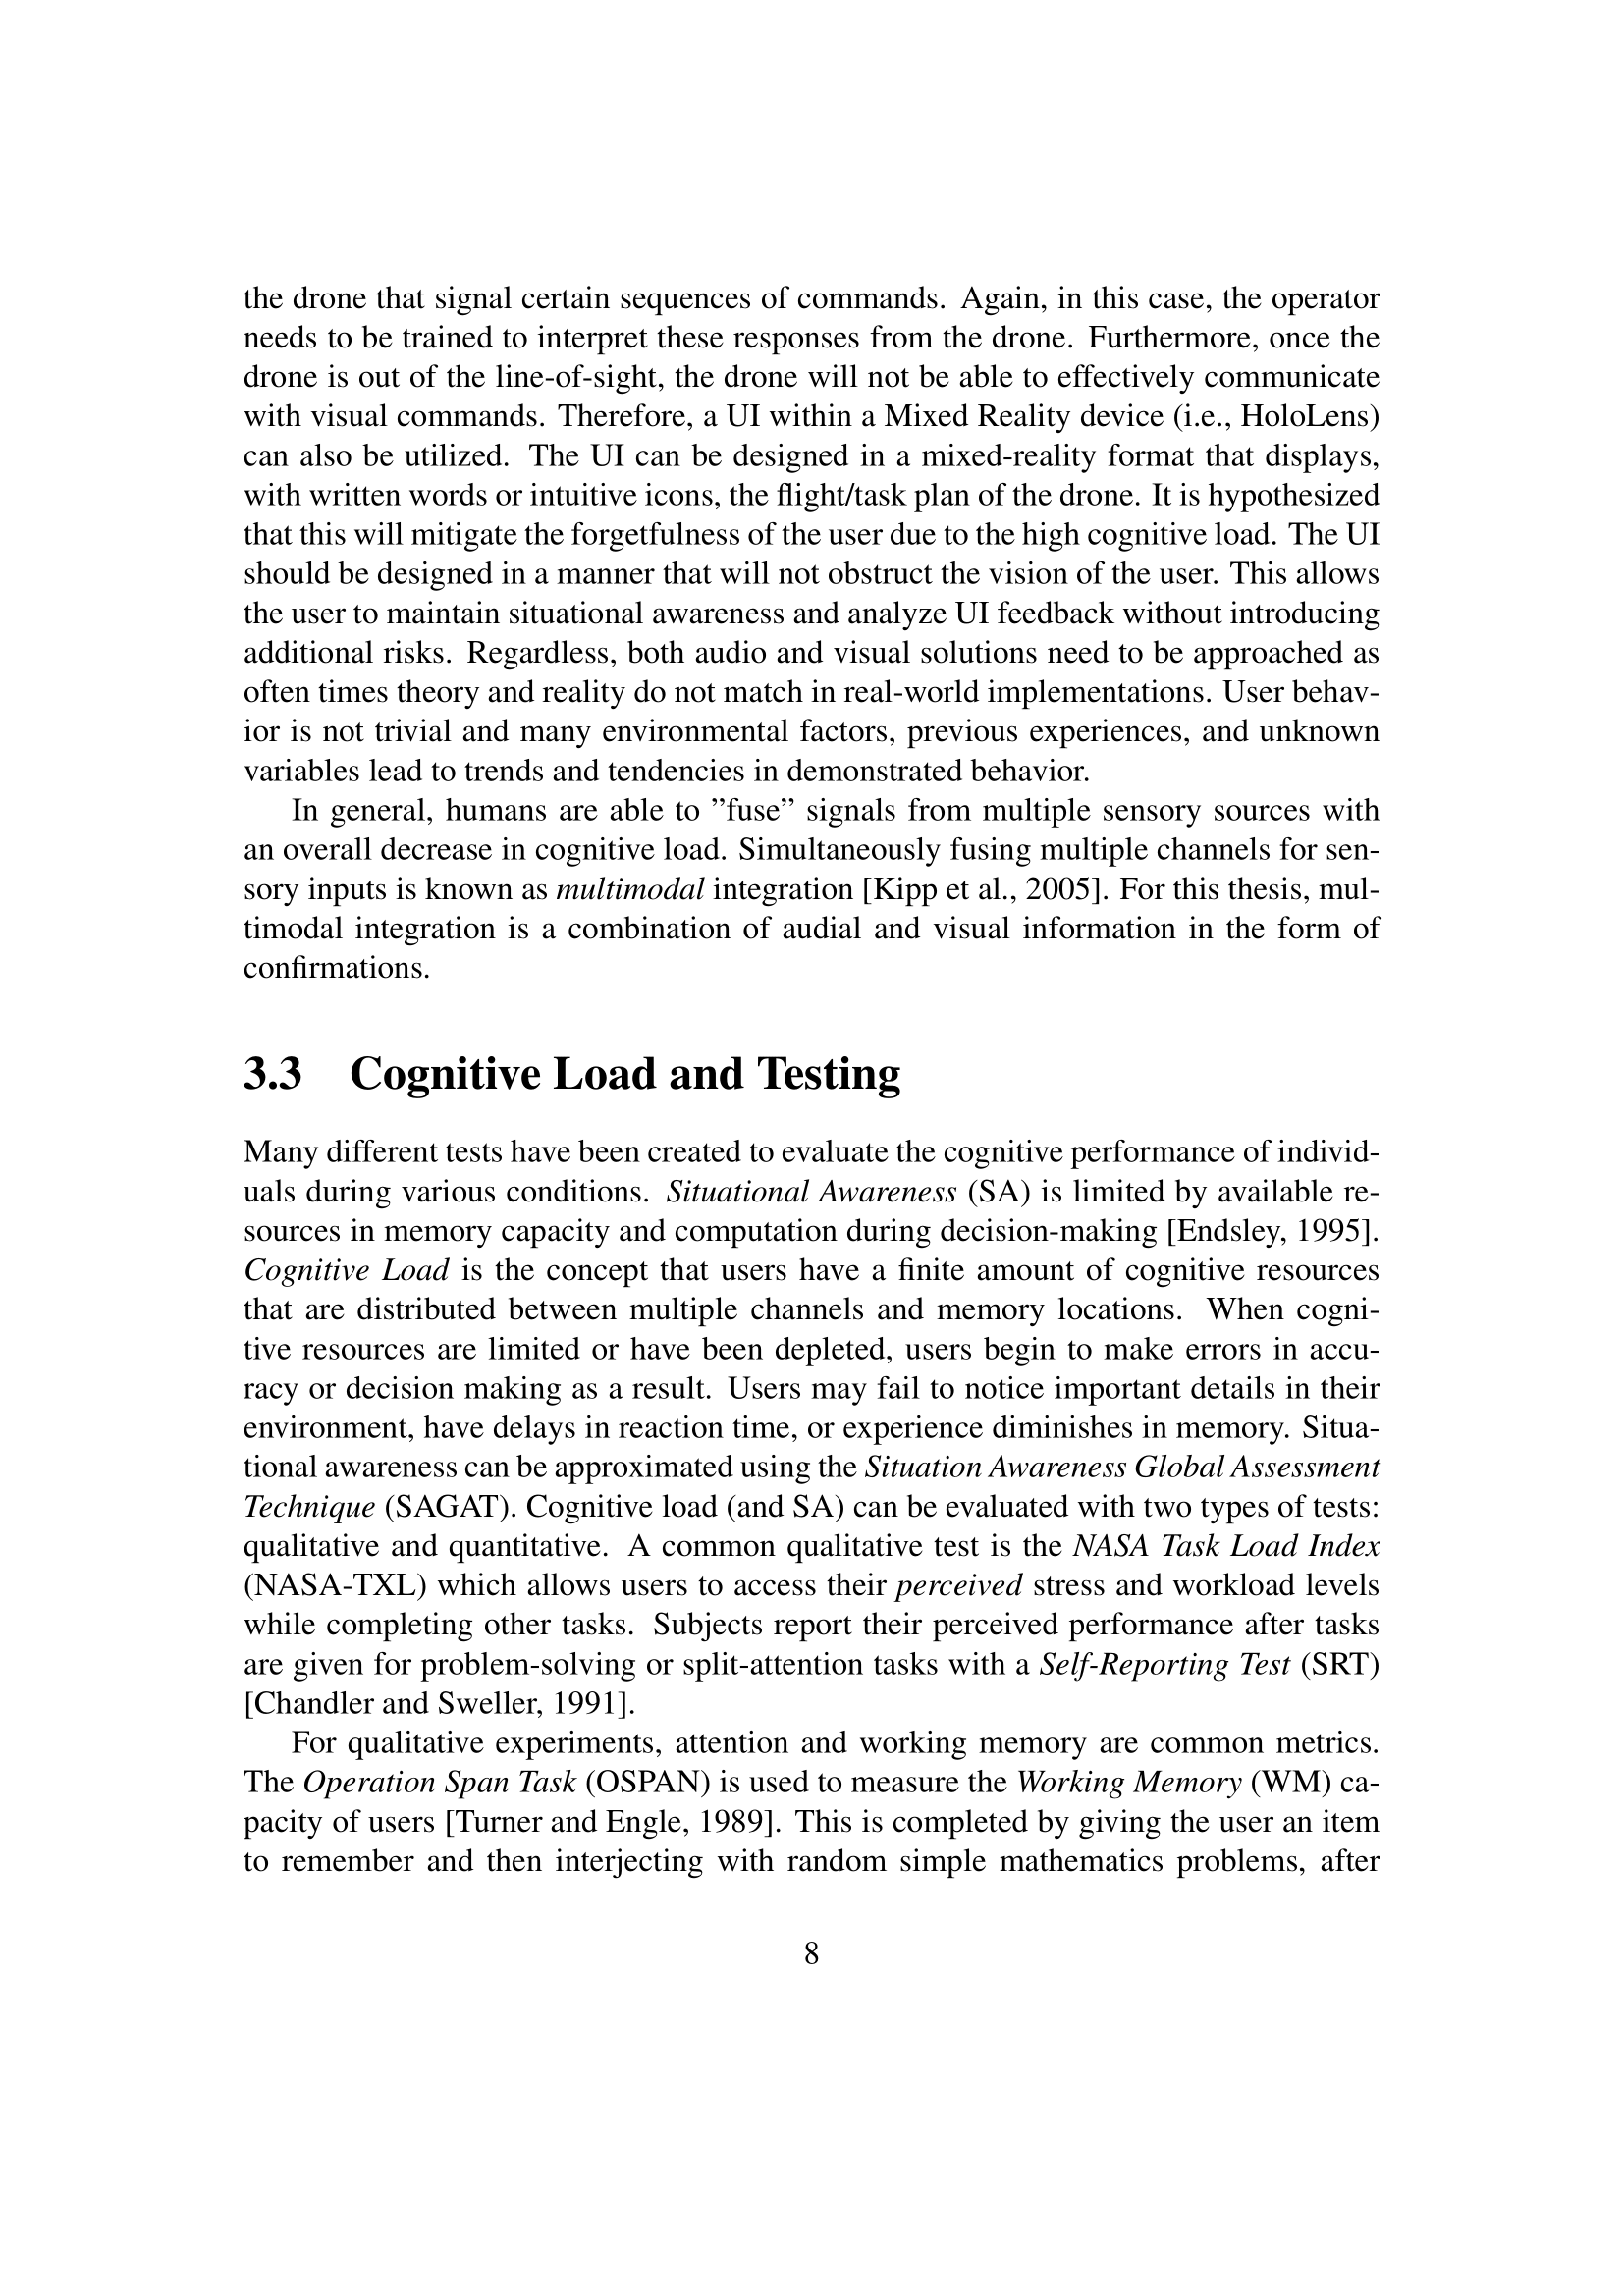 the drone that signal certain sequences of commands. Again, in this case, the operator
needs to be trained to interpret these responses from the drone. Furthermore, once the
drone is out of the line-of-sight, the drone will not be able to effectively communicate
with visual commands. Therefore, a UI within a Mixed Reality device (i.e., HoloLens)
can also be utilized. The UI can be designed in a mixed-reality format that displays,
with written words or intuitive icons, the flight/task plan of the drone. It is hypothesized
that this will mitigate the forgetfulness of the user due to the high cognitive load. The UI
should be designed in a manner that will not obstruct the vision of the user. This allows
the user to maintain situational awareness and analyze UI feedback without introducing
additional risks. Regardless, both audio and visual solutions need to be approached as
often times theory and reality do not match in real-world implementations. User behav-
ior is not trivial and many environmental factors, previous experiences, and unknown
variables lead to trends and tendencies in demonstrated behavior.
In general, humans are able to ”fuse” signals from multiple sensory sources with
an overall decrease in cognitive load. Simultaneously fusing multiple channels for sen-
sory inputs is known as multimodal integration [Kipp et al., 2005]. For this thesis, mul-
timodal integration is a combination of audial and visual information in the form of
confirmations.
3.3 Cognitive Load and Testing
Many different tests have been created to evaluate the cognitive performance of individ-
uals during various conditions. Situational Awareness (SA) is limited by available re-
sources in memory capacity and computation during decision-making [Endsley, 1995].
Cognitive Load is the concept that users have a finite amount of cognitive resources
that are distributed between multiple channels and memory locations. When cogni-
tive resources are limited or have been depleted, users begin to make errors in accu-
racy or decision making as a result. Users may fail to notice important details in their
environment, have delays in reaction time, or experience diminishes in memory. Situa-
tional awareness can be approximated using the Situation Awareness Global Assessment
Technique (SAGAT). Cognitive load (and SA) can be evaluated with two types of tests:
qualitative and quantitative. A common qualitative test is the NASA Task Load Index
(NASA-TXL) which allows users to access their perceived stress and workload levels
while completing other tasks. Subjects report their perceived performance after tasks
are given for problem-solving or split-attention tasks with a Self-Reporting Test (SRT)
[Chandler and Sweller, 1991].
For qualitative experiments, attention and working memory are common metrics.
The Operation Span Task (OSPAN) is used to measure the Working Memory (WM) ca-
pacity of users [Turner and Engle, 1989]. This is completed by giving the user an item
to remember and then interjecting with random simple mathematics problems, after
8